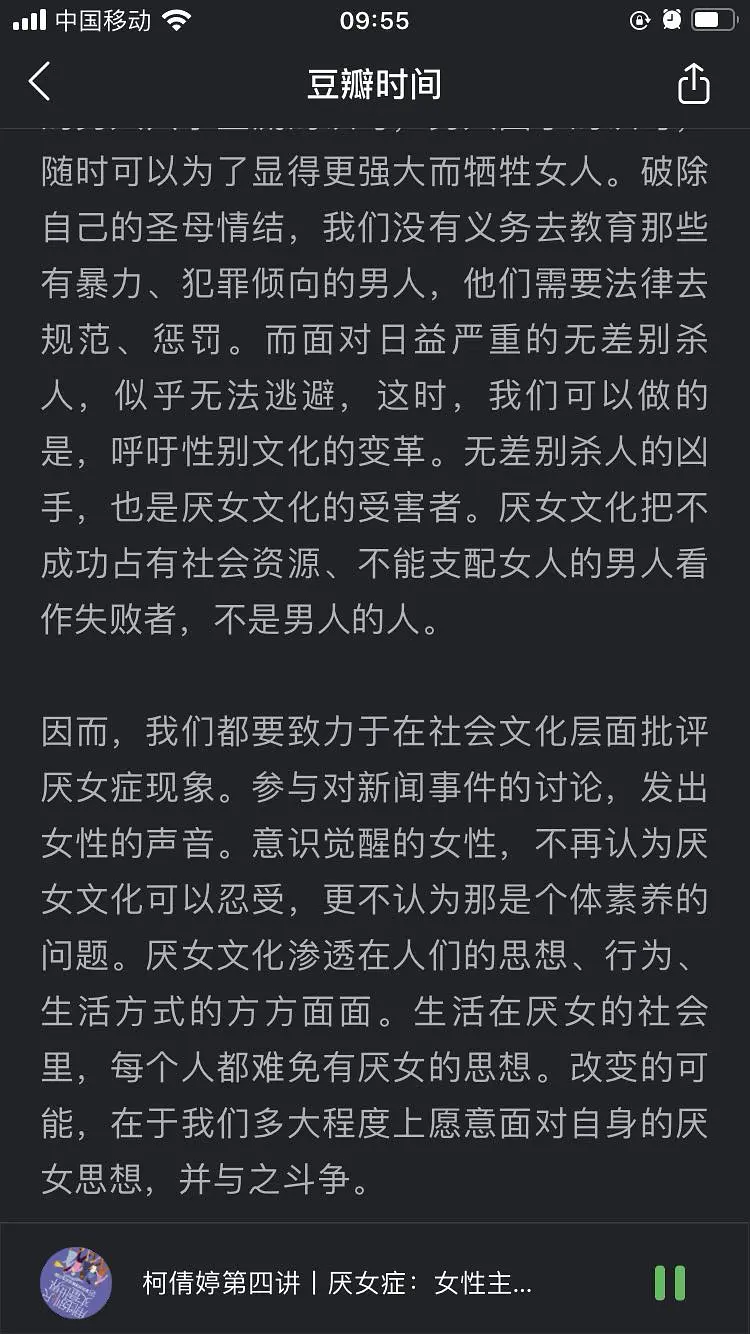 中国移动 09:55
豆瓣时间
随时可以为了显得更强大而牺牲女人。破除
自己的圣母情结，我们没有义务去教育那些
有暴力、犯罪倾向的男人，他们需要法律去
规范、惩罚。而面对日益严重的无差别杀
人，似乎无法逃避，这时，我们可以做的
是，呼吁性别文化的变革。无差别杀人的凶
手，也是厌女文化的受害者。厌女文化把不
成功占有社会资源、不能支配女人的男人看
作失败者，不是男人的人。
因而，我们都要致力于在社会文化层面批评
厌女症现象。参与对新闻事件的讨论，发出
女性的声音。意识觉醒的女性，不再认为厌
女文化可以忍受，更不认为那是个体素养的
问题。厌女文化渗透在人们的思想、行为、
生活方式的方方面面。生活在厌女的社会
里，每个人都难免有厌女的思想。改变的可
能，在于我们多大程度上愿意面对自身的厌
女思想，并与之斗争。
柯倩婷第四讲丨厌女症：女性主...